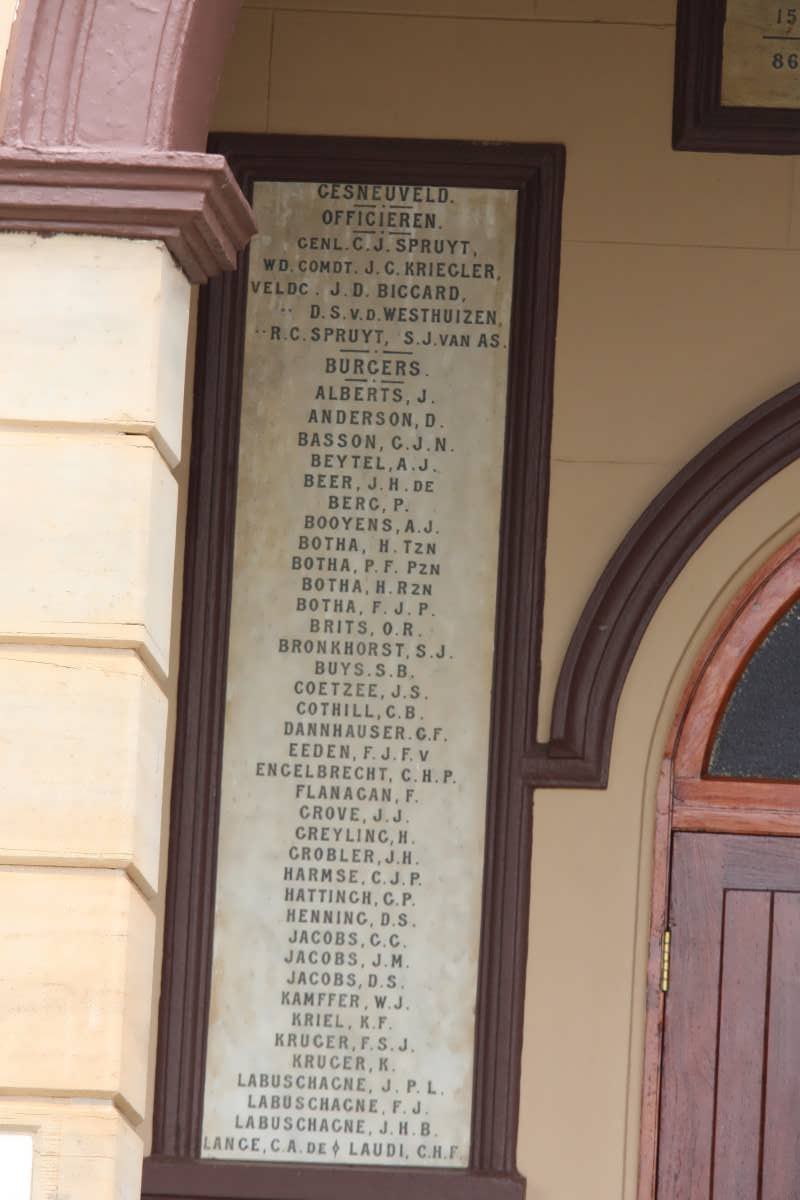 15
86
GESNEUVELD.
OFFICIEREN.
GENL. C.J. SPRUYT,
WD. COMDT. J.C. KRIEGLER,
VELDC. J.D. BICCARD,
" D.S.V.D. WESTHUIZEN,
" R.C. SPRUYT, S.J. VAN AS.
BURGERS.
ALBERTS, J.
ANDERSON, D.
BASSON, G.J.N.
BEYTEL, A.J.
BEER, J.H. DE
BERG, P.
BOOYENS, A.J.
BOTHA, H. TZN
BOTHA, P.F. PZN
BOTHA, H. RZN
BOTHA, F.J.P.
BRITS, O.R.
BRONKHORST, S.J.
BUYS. S.B.
COETZEE, J.S.
COTHILL, C.B.
DANNHAUSER. G.F.
EEDEN, F.J.F. V
ENGELBRECHT, C.H.P.
FLANAGAN, F.
GROVE, J.J.
GREYLING, H.
GROBLER, J.H.
HARMSE, C.J.P.
HATTINGH, G.P.
HENNING, D.S.
JACOBS, G.C.
JACOBS, J.M.
JACOBS, D.S.
KAMFFER, W.J.
KRIEL, K.F.
KRUGER, F.S.J.
KRUGER, K.
LABUSCHAGNE, J.P.L.
LABUSCHAGNE, F.J.
LABUSCHAGNE, J.H.B.
LANGE, C.A. DE LAUDI, C.H.F.